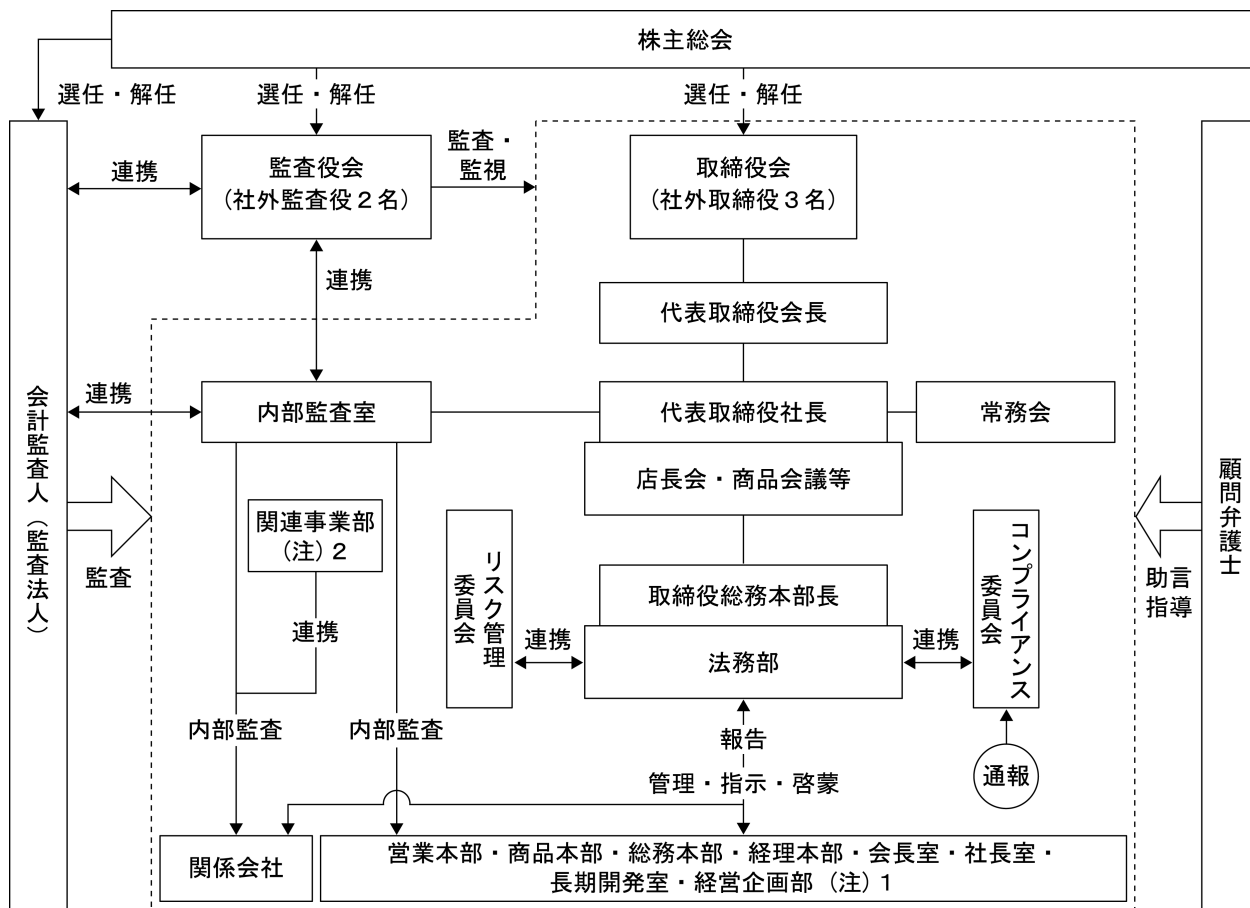 株主総会
選任・解任
選任・解任
選任・解任
監査役会
(社外監査役２名)
監査・
監視
取締役会
(社外取締役３名)
連携
連携
代表取締役会長
連携
内部監査室
代表取締役社長
常務会
店長会・商品会議等
会計監査人（監査法人）
顧問弁護士
関連事業部
(注) 2
監査
助言
指導
リスク管理
委員会
コンプライアンス
委員会
取締役総務本部長
連携
連携
法務部
連携
内部監査
内部監査
報告
管理・指示・啓蒙
通報
関係会社
営業本部・商品本部・総務本部・経理本部・会長室・社長室・
長期開発室・経営企画部 (注) 1